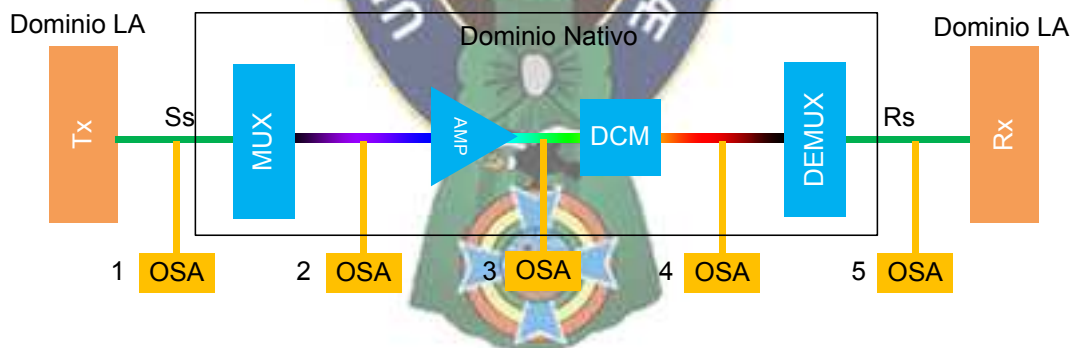 Dominio LA
Dominio Nativo
Dominio LA
Tx
Ss
MUX
AMP
DCM
DEMUX
Rs
Rx
1 OSA
2 OSA
3 OSA
4 OSA
5 OSA